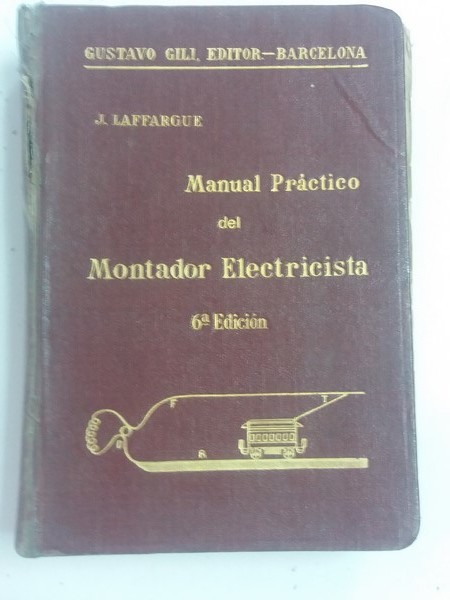 GUSTAVO GILI, EDITOR—BARCELONA
J. LAFFARGUE
Manual Práctico
del
Montador Electricista
6ª Edición
F
T
G
R